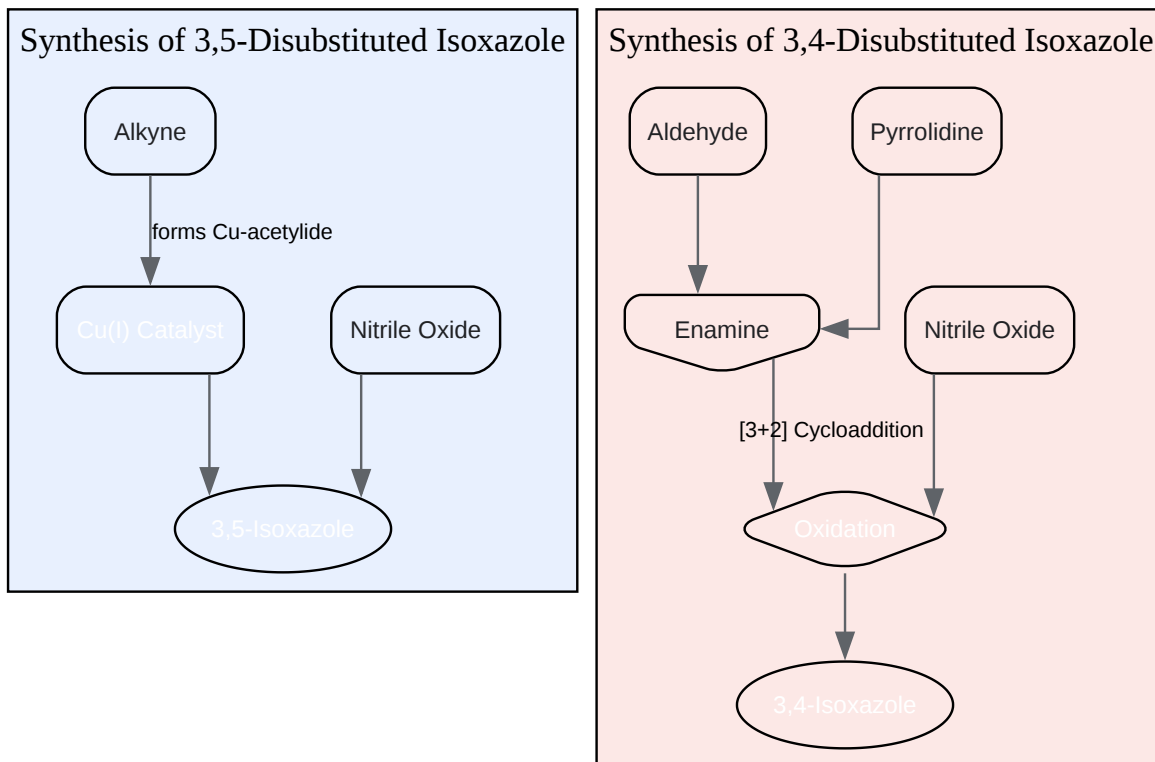 Synthesis of 3,5-Disubstituted Isoxazole
Alkyne
forms Cu-acetylide
Cu(I) Catalyst
Nitrile Oxide
3,5-Isoxazole
Synthesis of 3,4-Disubstituted Isoxazole
Aldehyde
Pyrrolidine
Enamine
Nitrile Oxide
[3+2] Cycloaddition
Oxidation
3,4-Isoxazole